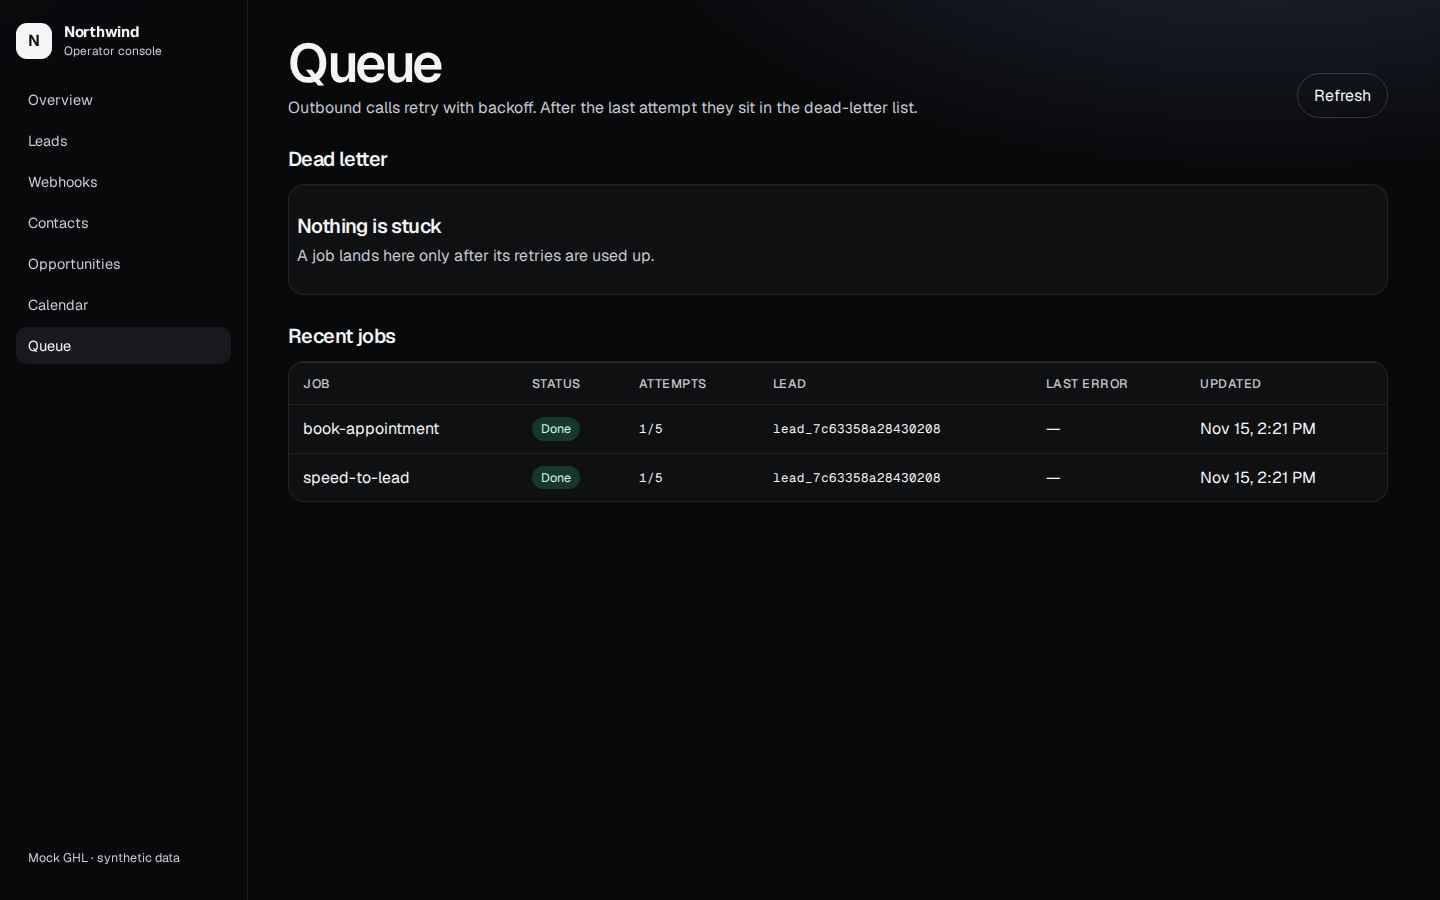 N
Northwind
Operator console
Overview
Leads
Webhooks
Contacts
Opportunities
Calendar
Queue
Mock GHL · synthetic data
Queue
Outbound calls retry with backoff. After the last attempt they sit in the dead-letter list.
Refresh
Dead letter
Nothing is stuck
A job lands here only after its retries are used up.
Recent jobs
JOB STATUS ATTEMPTS LEAD LAST ERROR UPDATED
book-appointment Done 1/5 lead_7c63358a28430208 — Nov 15, 2:21 PM
speed-to-lead Done 1/5 lead_7c63358a28430208 — Nov 15, 2:21 PM